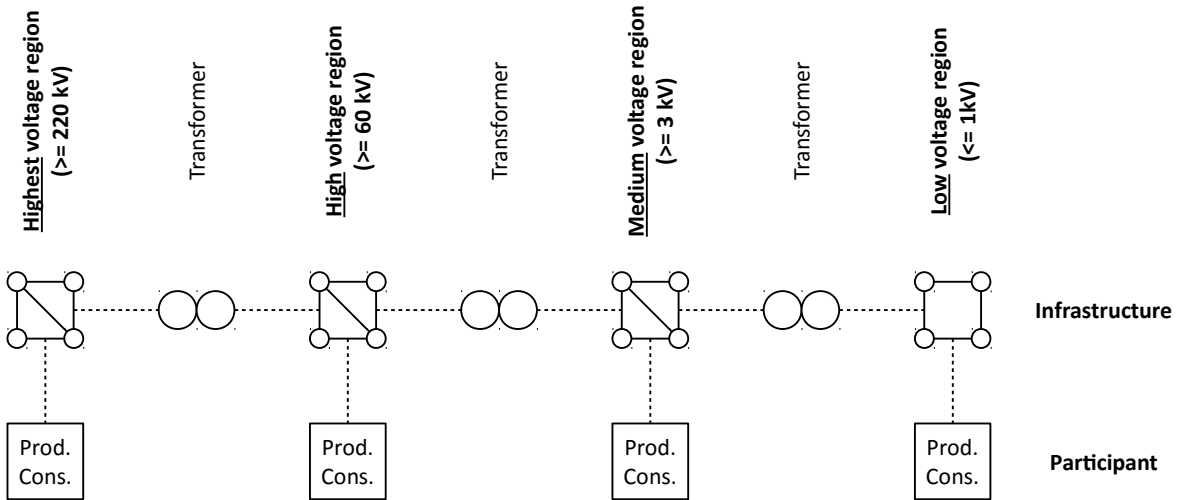 Highest voltage region
(>= 220 kV)
Transformer
High voltage region
(>= 60 kV)
Transformer
Medium voltage region
(>= 3 kV)
Transformer
Low voltage region
(<= 1kV)
Infrastructure
Prod.
Cons.
Prod.
Cons.
Prod.
Cons.
Prod.
Cons.
Participant